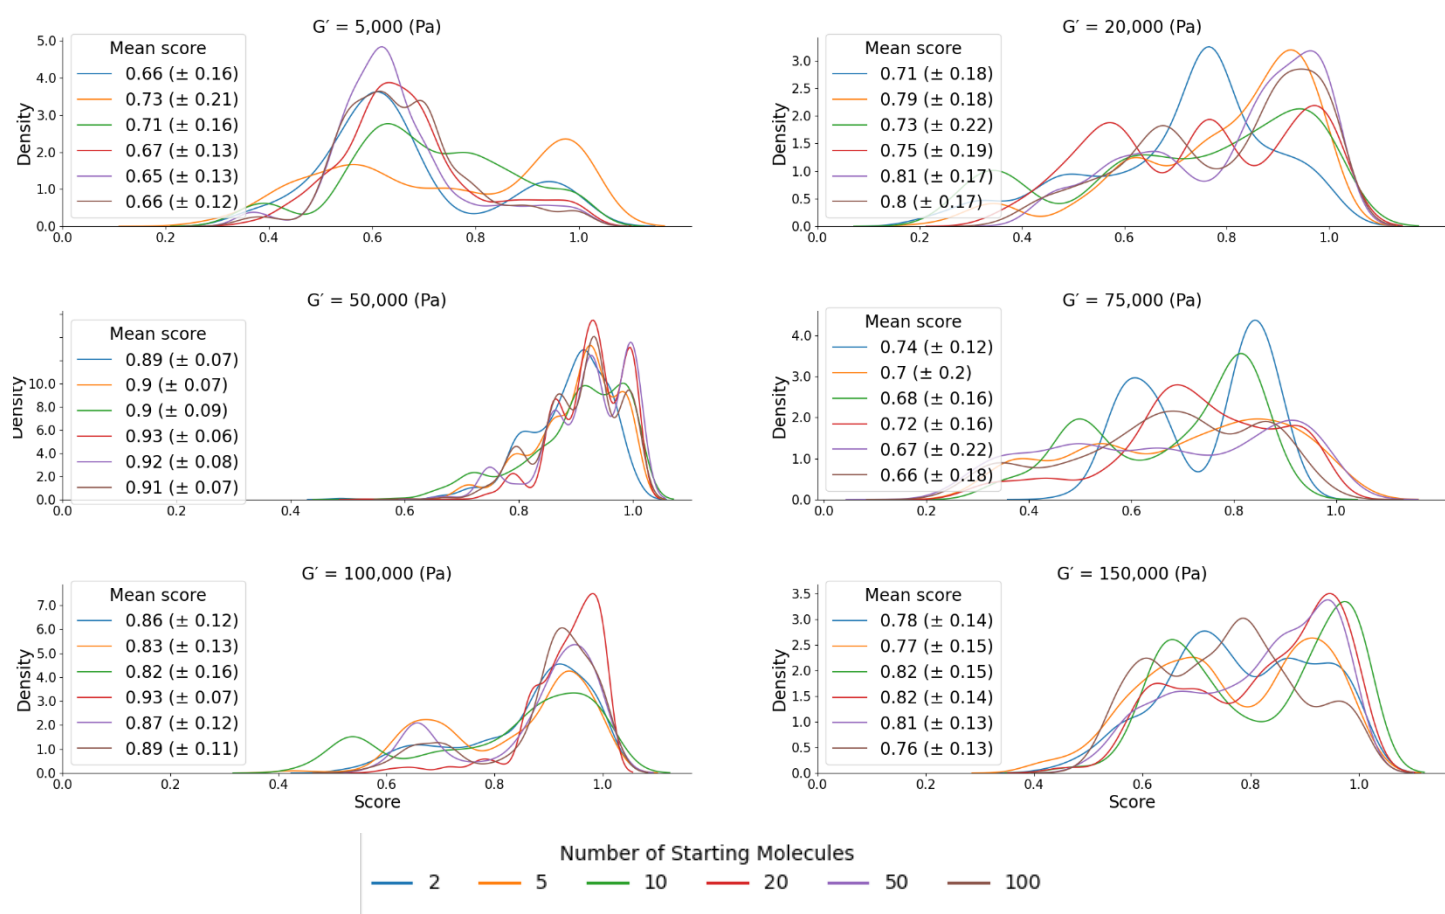 G′ = 5,000 (Pa)
5.0
4.0
3.0
2.0
1.0
0.0
Density
Mean score
0.66 (± 0.16)
0.73 (± 0.21)
0.71 (± 0.16)
0.67 (± 0.13)
0.65 (± 0.13)
0.66 (± 0.12)
0.0 0.2 0.4 0.6 0.8 1.0
G′ = 20,000 (Pa)
3.0
2.5
2.0
1.5
1.0
0.5
0.0
Density
Mean score
0.71 (± 0.18)
0.79 (± 0.18)
0.73 (± 0.22)
0.75 (± 0.19)
0.81 (± 0.17)
0.8 (± 0.17)
0.0 0.2 0.4 0.6 0.8 1.0
G′ = 50,000 (Pa)
10.0
8.0
6.0
4.0
2.0
0.0
Density
Mean score
0.89 (± 0.07)
0.9 (± 0.07)
0.9 (± 0.09)
0.93 (± 0.06)
0.92 (± 0.08)
0.91 (± 0.07)
0.0 0.2 0.4 0.6 0.8 1.0
G′ = 75,000 (Pa)
4.0
3.0
2.0
1.0
0.0
Density
Mean score
0.74 (± 0.12)
0.7 (± 0.2)
0.68 (± 0.16)
0.72 (± 0.16)
0.67 (± 0.22)
0.66 (± 0.18)
0.0 0.2 0.4 0.6 0.8 1.0
G′ = 100,000 (Pa)
7.0
6.0
5.0
4.0
3.0
2.0
1.0
0.0
Density
Mean score
0.86 (± 0.12)
0.83 (± 0.13)
0.82 (± 0.16)
0.93 (± 0.07)
0.87 (± 0.12)
0.89 (± 0.11)
0.0 0.2 0.4 0.6 0.8 1.0
Score
G′ = 150,000 (Pa)
3.5
3.0
2.5
2.0
1.5
1.0
0.5
0.0
Density
Mean score
0.78 (± 0.14)
0.77 (± 0.15)
0.82 (± 0.15)
0.82 (± 0.14)
0.81 (± 0.13)
0.76 (± 0.13)
0.0 0.2 0.4 0.6 0.8 1.0
Score
Number of Starting Molecules
2 5 10 20 50 100